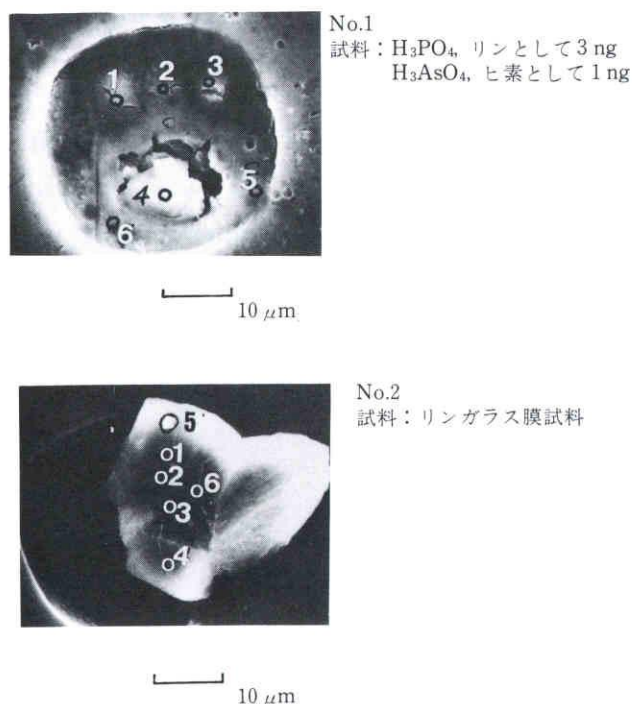 No.1
試料：H₃PO₄, リンとして3 ng
H₃AsO₄, ヒ素として1 ng
1 2 3
4 5
6
10 μm
No.2
試料：リンガラス膜試料
5
1
2 6
3
4
10 μm